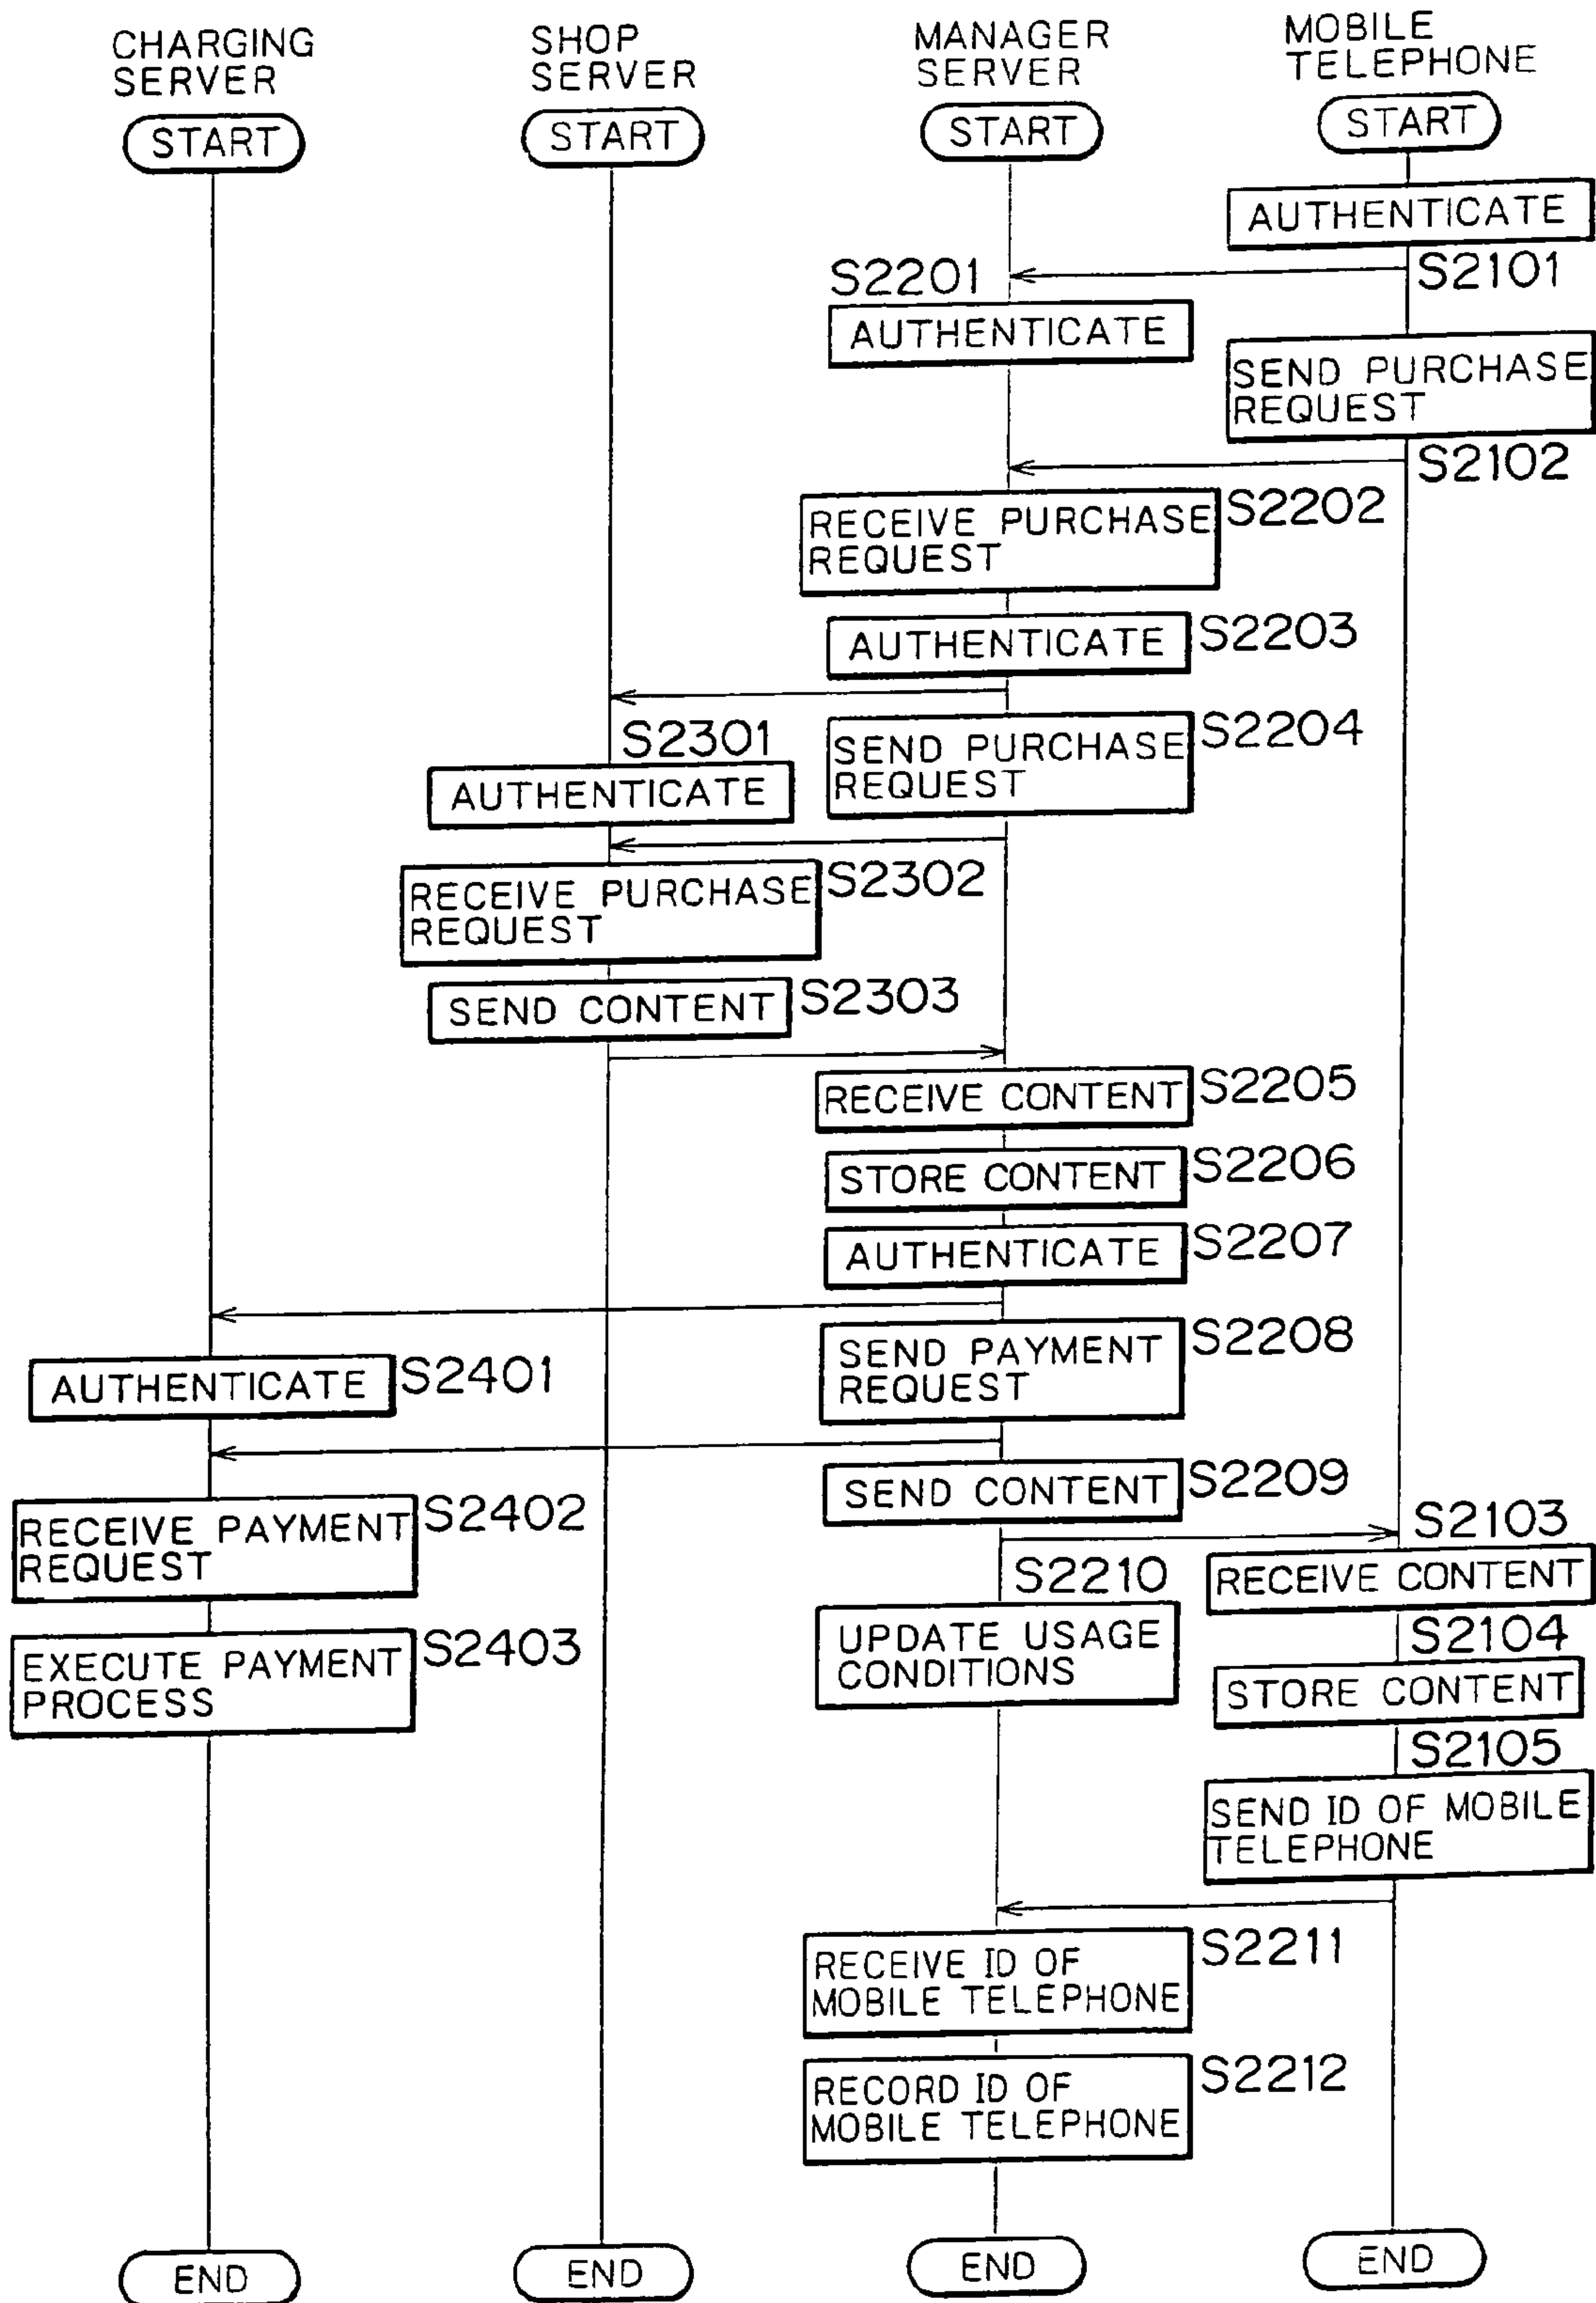 CHARGING
SERVER
SHOP
SERVER
MANAGER
SERVER
MOBILE
TELEPHONE
START
START
START
START
AUTHENTICATE
S2101
S2201
AUTHENTICATE
SEND PURCHASE
REQUEST
S2102
RECEIVE PURCHASE
REQUEST
S2202
AUTHENTICATE
S2203
S2301
AUTHENTICATE
SEND PURCHASE
REQUEST
S2204
RECEIVE PURCHASE
REQUEST
S2302
SEND CONTENT
S2303
RECEIVE CONTENT
S2205
STORE CONTENT
S2206
AUTHENTICATE
S2207
SEND PAYMENT
REQUEST
S2208
AUTHENTICATE
S2401
SEND CONTENT
S2209
RECEIVE PAYMENT
REQUEST
S2402
S2103
RECEIVE CONTENT
S2210
UPDATE USAGE
CONDITIONS
EXECUTE PAYMENT
PROCESS
S2403
S2104
STORE CONTENT
S2105
SEND ID OF MOBILE
TELEPHONE
RECEIVE ID OF
MOBILE TELEPHONE
S2211
RECORD ID OF
MOBILE TELEPHONE
S2212
END
END
END
END